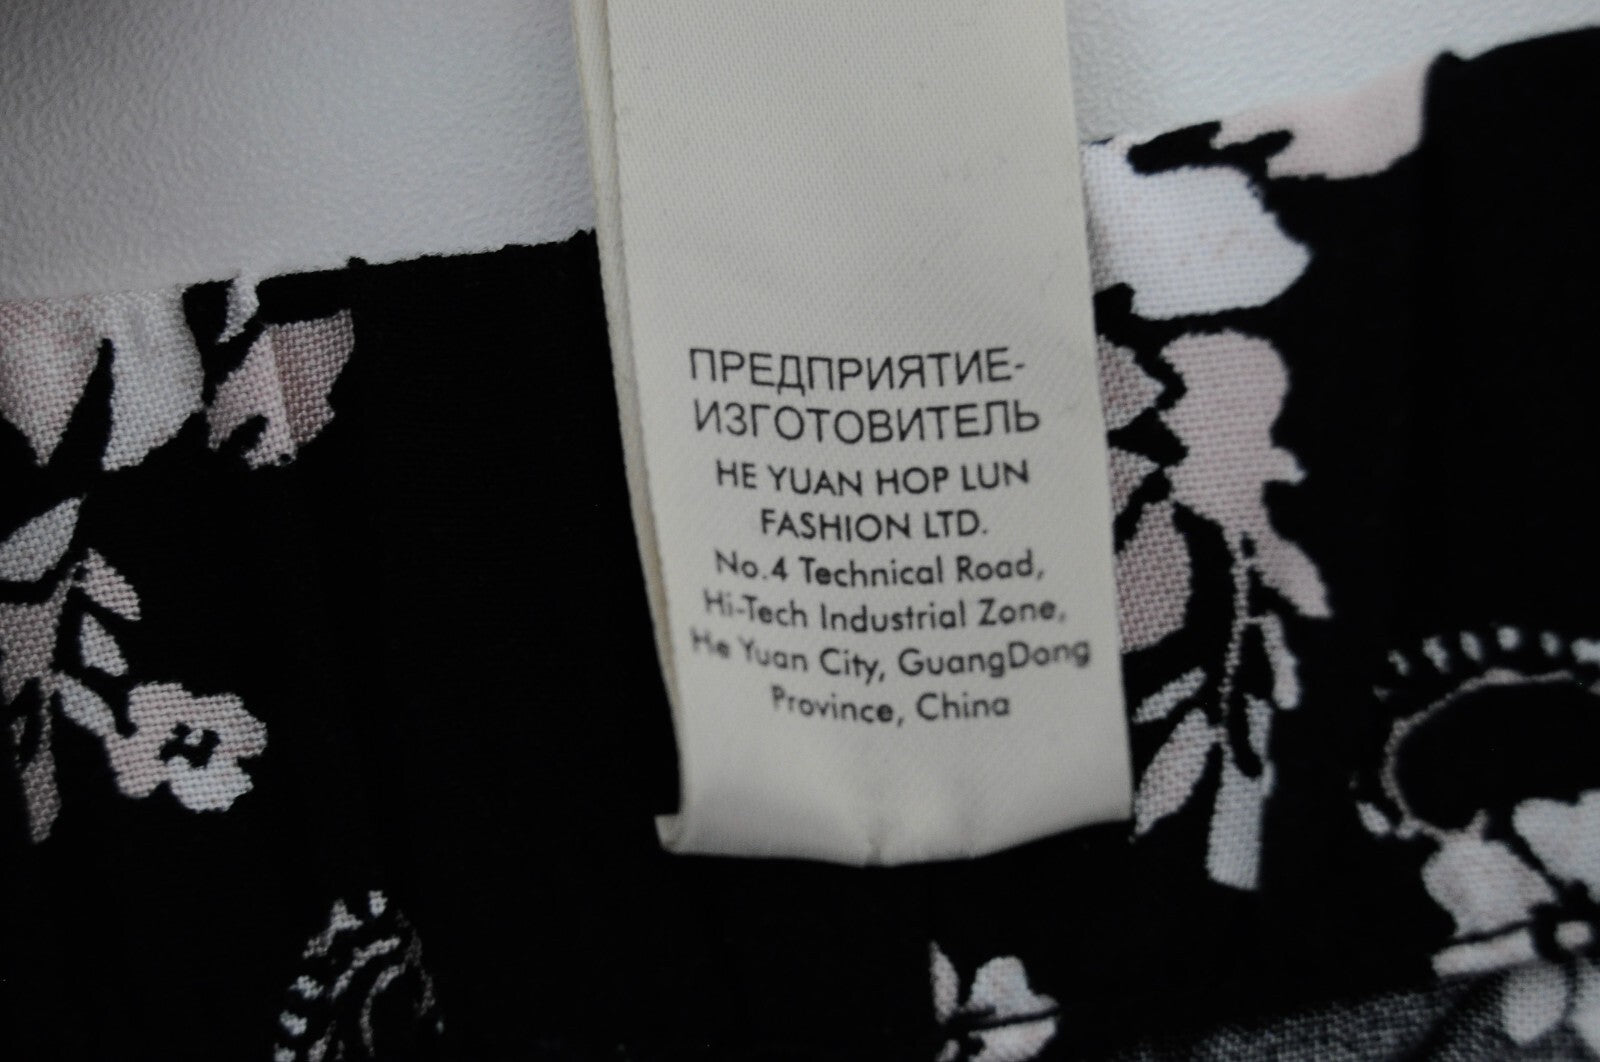 ПРЕДПРИЯТИЕ-
ИЗГОТОВИТЕЛЬ
HE YUAN HOP LUN
FASHION LTD.
No.4 Technical Road,
Hi-Tech Industrial Zone,
He Yuan City, GuangDong
Province, China